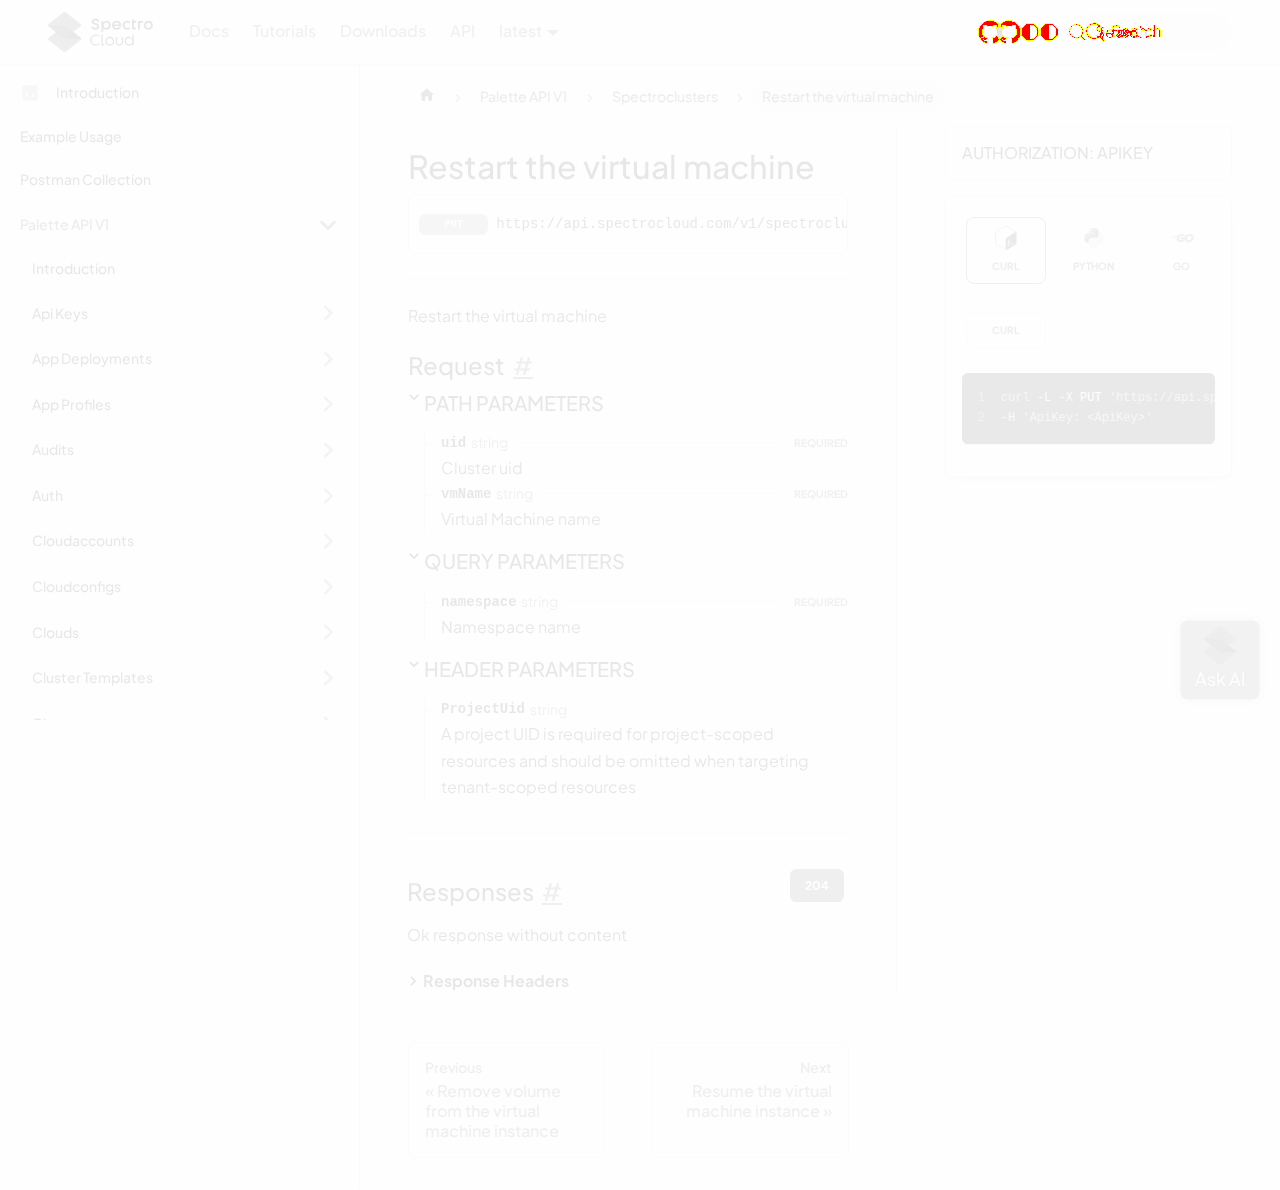 Spectro
Cloud
Docs
Tutorials
Downloads
API
latest
Search
Introduction
Example Usage
Postman Collection
Palette API V1
Introduction
Api Keys
App Deployments
App Profiles
Audits
Auth
Cloudaccounts
Cloudconfigs
Clouds
Cluster Templates
Palette API V1
Spectroclusters
Restart the virtual machine
Restart the virtual machine
PUT https://api.spectrocloud.com/v1/spectroclu
Restart the virtual machine
Request #
PATH PARAMETERS
uid string REQUIRED
Cluster uid
vmName string REQUIRED
Virtual Machine name
QUERY PARAMETERS
namespace string REQUIRED
Namespace name
HEADER PARAMETERS
ProjectUid string
A project UID is required for project-scoped
resources and should be omitted when targeting
tenant-scoped resources
Responses #
204
Ok response without content
Response Headers
Previous
« Remove volume
from the virtual
machine instance
Next
Resume the virtual
machine instance »
AUTHORIZATION: APIKEY
CURL
PYTHON
GO
GO
CURL
1 curl -L -X PUT 'https://api.sp
2 -H 'ApiKey: <ApiKey>'
Ask AI